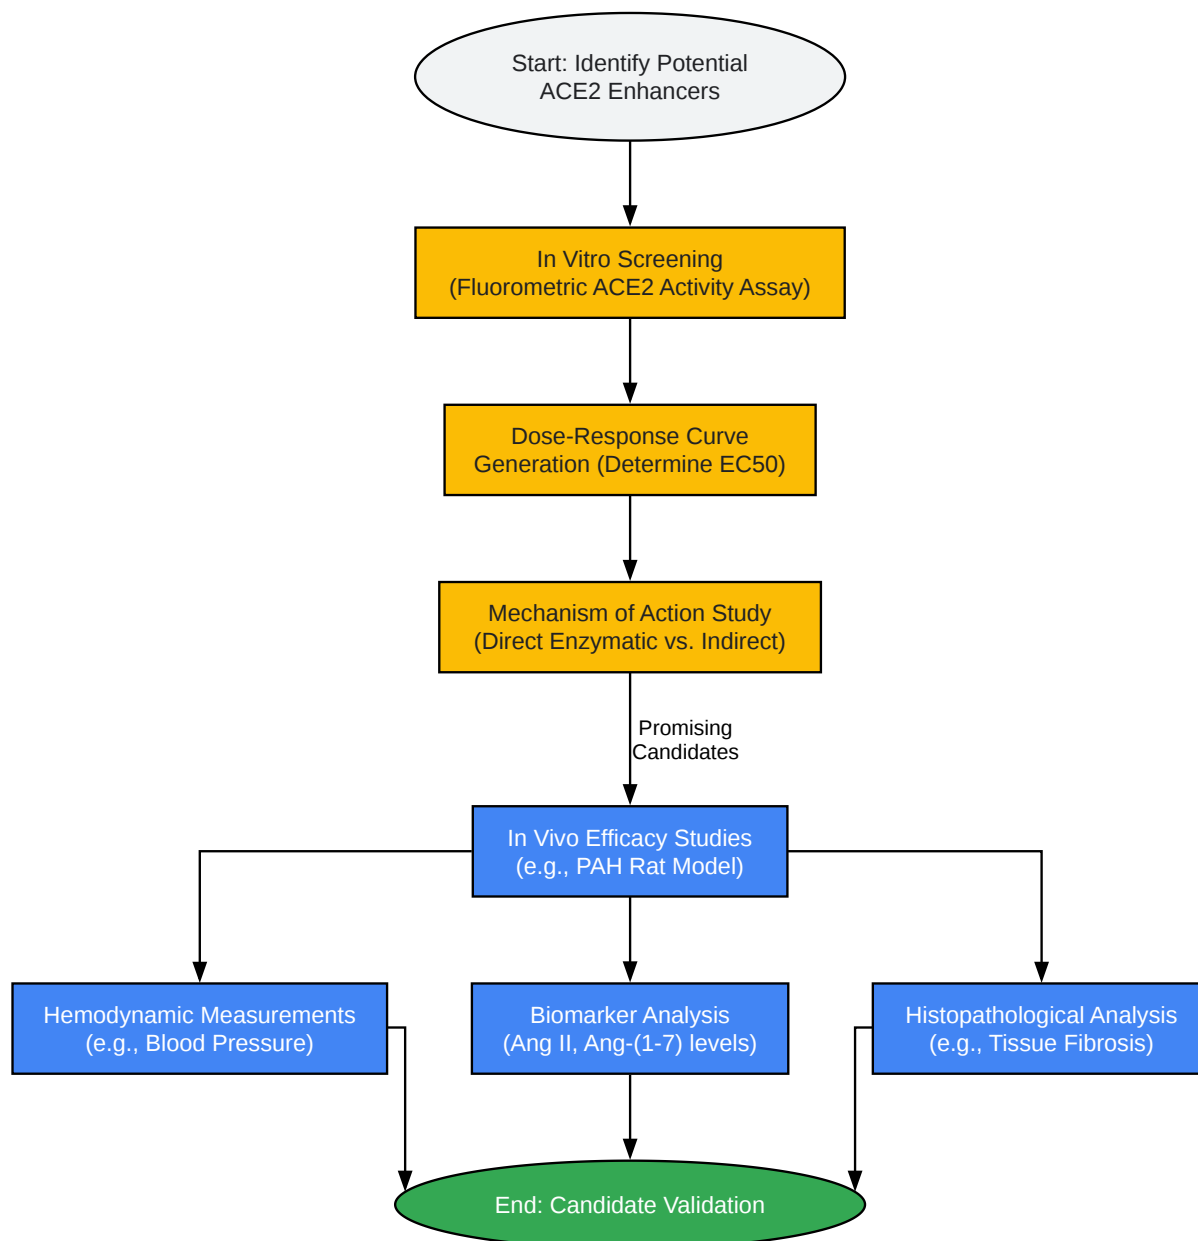 Start: Identify Potential
ACE2 Enhancers
In Vitro Screening
(Fluorometric ACE2 Activity Assay)
Dose-Response Curve
Generation (Determine EC50)
Mechanism of Action Study
(Direct Enzymatic vs. Indirect)
Promising
Candidates
In Vivo Efficacy Studies
(e.g., PAH Rat Model)
Hemodynamic Measurements
(e.g., Blood Pressure)
Biomarker Analysis
(Ang II, Ang-(1-7) levels)
Histopathological Analysis
(e.g., Tissue Fibrosis)
End: Candidate Validation